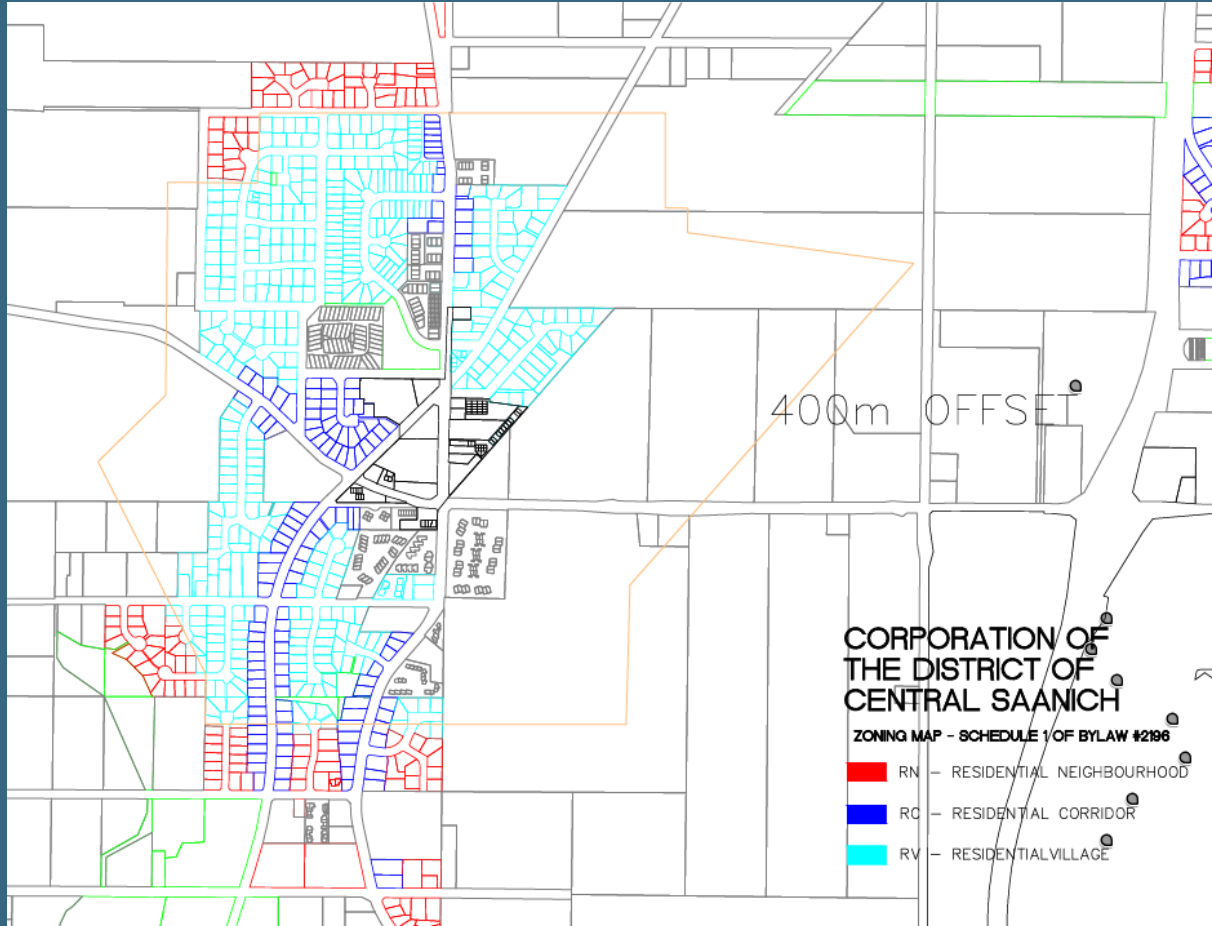 400m OFFSET
CORPORATION OF
THE DISTRICT OF
CENTRAL SAANICH
ZONING MAP - SCHEDULE 1 OF BYLAW #2196
RN - RESIDENTIAL NEIGHBOURHOOD
RC - RESIDENTIAL CORRIDOR
RV - RESIDENTIALVILLAGE